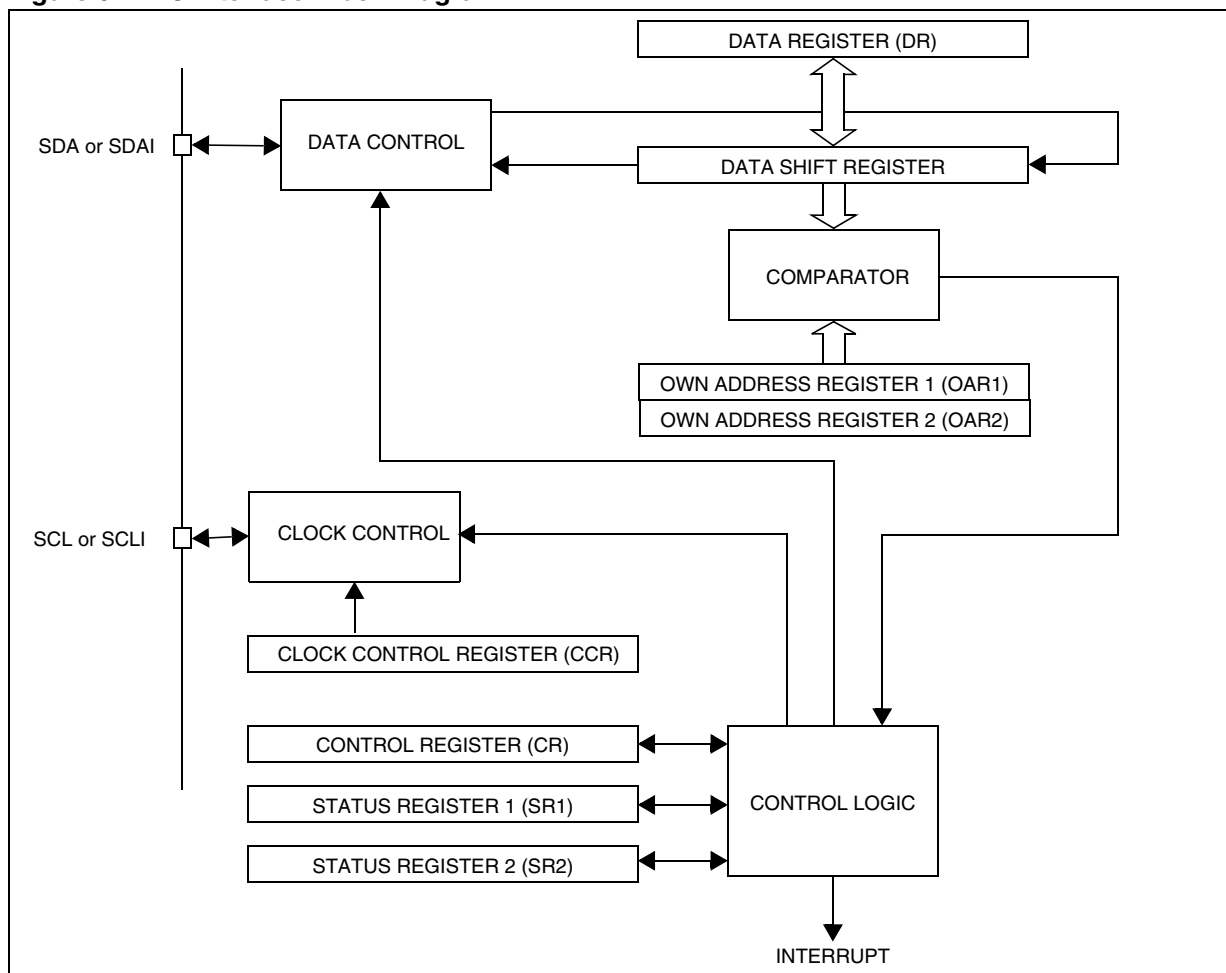 DATA REGISTER (DR)
SDA or SDAI
DATA CONTROL
DATA SHIFT REGISTER
COMPARATOR
OWN ADDRESS REGISTER 1 (OAR1)
OWN ADDRESS REGISTER 2 (OAR2)
SCL or SCLI
CLOCK CONTROL
CLOCK CONTROL REGISTER (CCR)
CONTROL REGISTER (CR)
STATUS REGISTER 1 (SR1)
CONTROL LOGIC
STATUS REGISTER 2 (SR2)
INTERRUPT